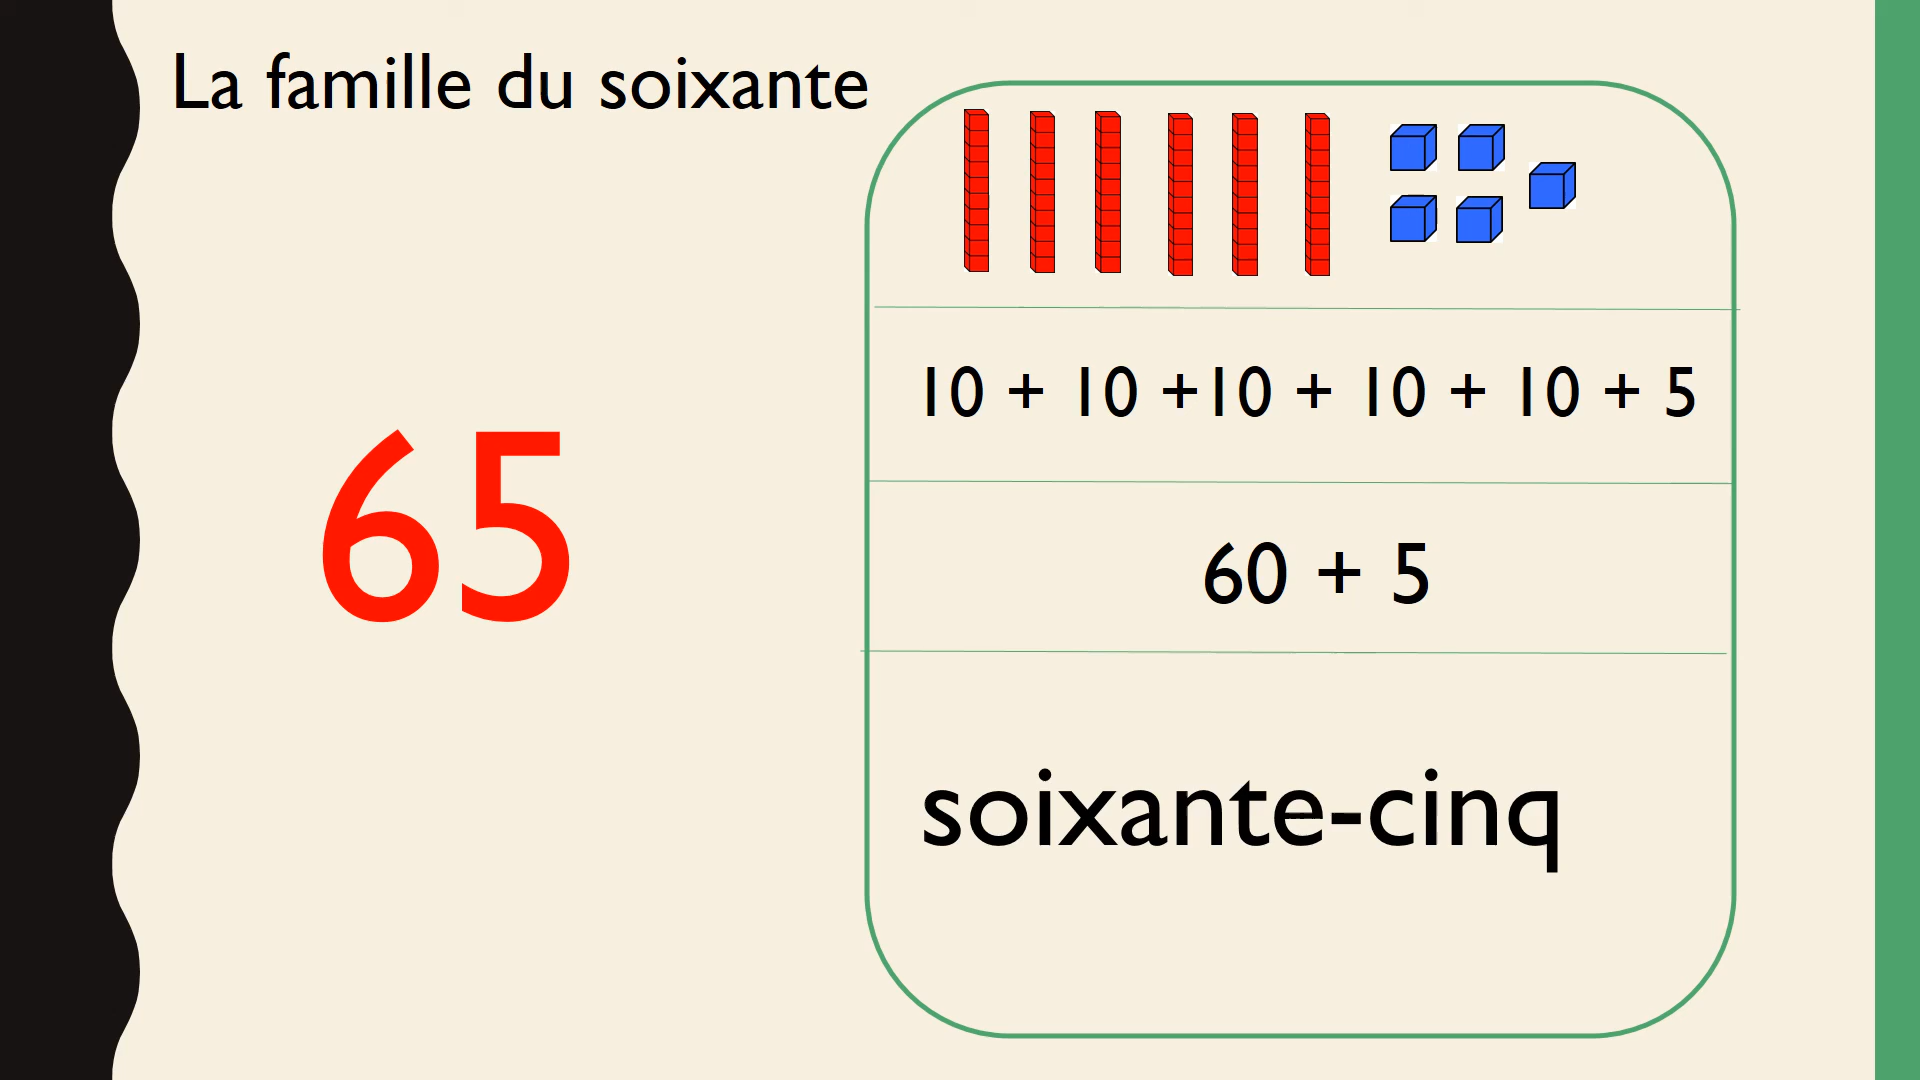 La famille du soixante
65
10 + 10 +10 + 10 + 10 + 5
60 + 5
soixante-cinq